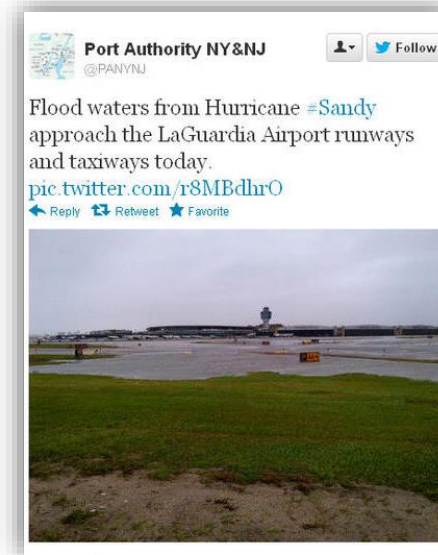 Port Authority NY&NJ
@PANYNJ
Follow
Flood waters from Hurricane #Sandy
approach the LaGuardia Airport runways
and taxiways today.
pic.twitter.com/r8MBdhrO
Reply Retweet Favorite